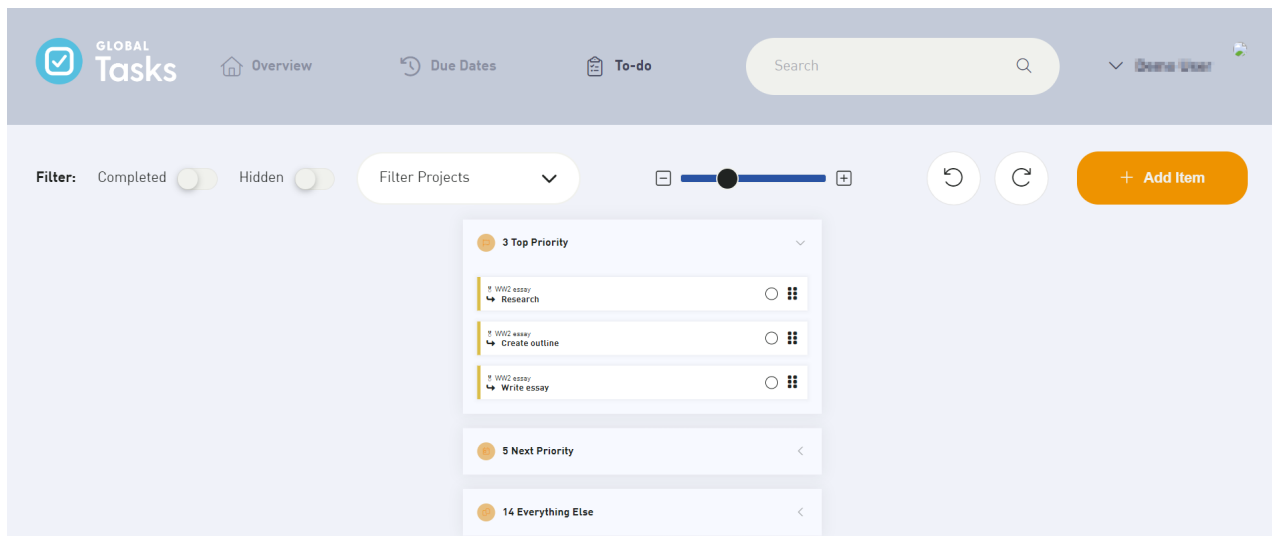 GLOBAL
Tasks
Overview
Due Dates
To-do
Search
Filter:
Completed
Hidden
Filter Projects
Add Item
3 Top Priority
WW2 essay
Research
WW2 essay
Create outline
WW2 essay
Write essay
5 Next Priority
14 Everything Else